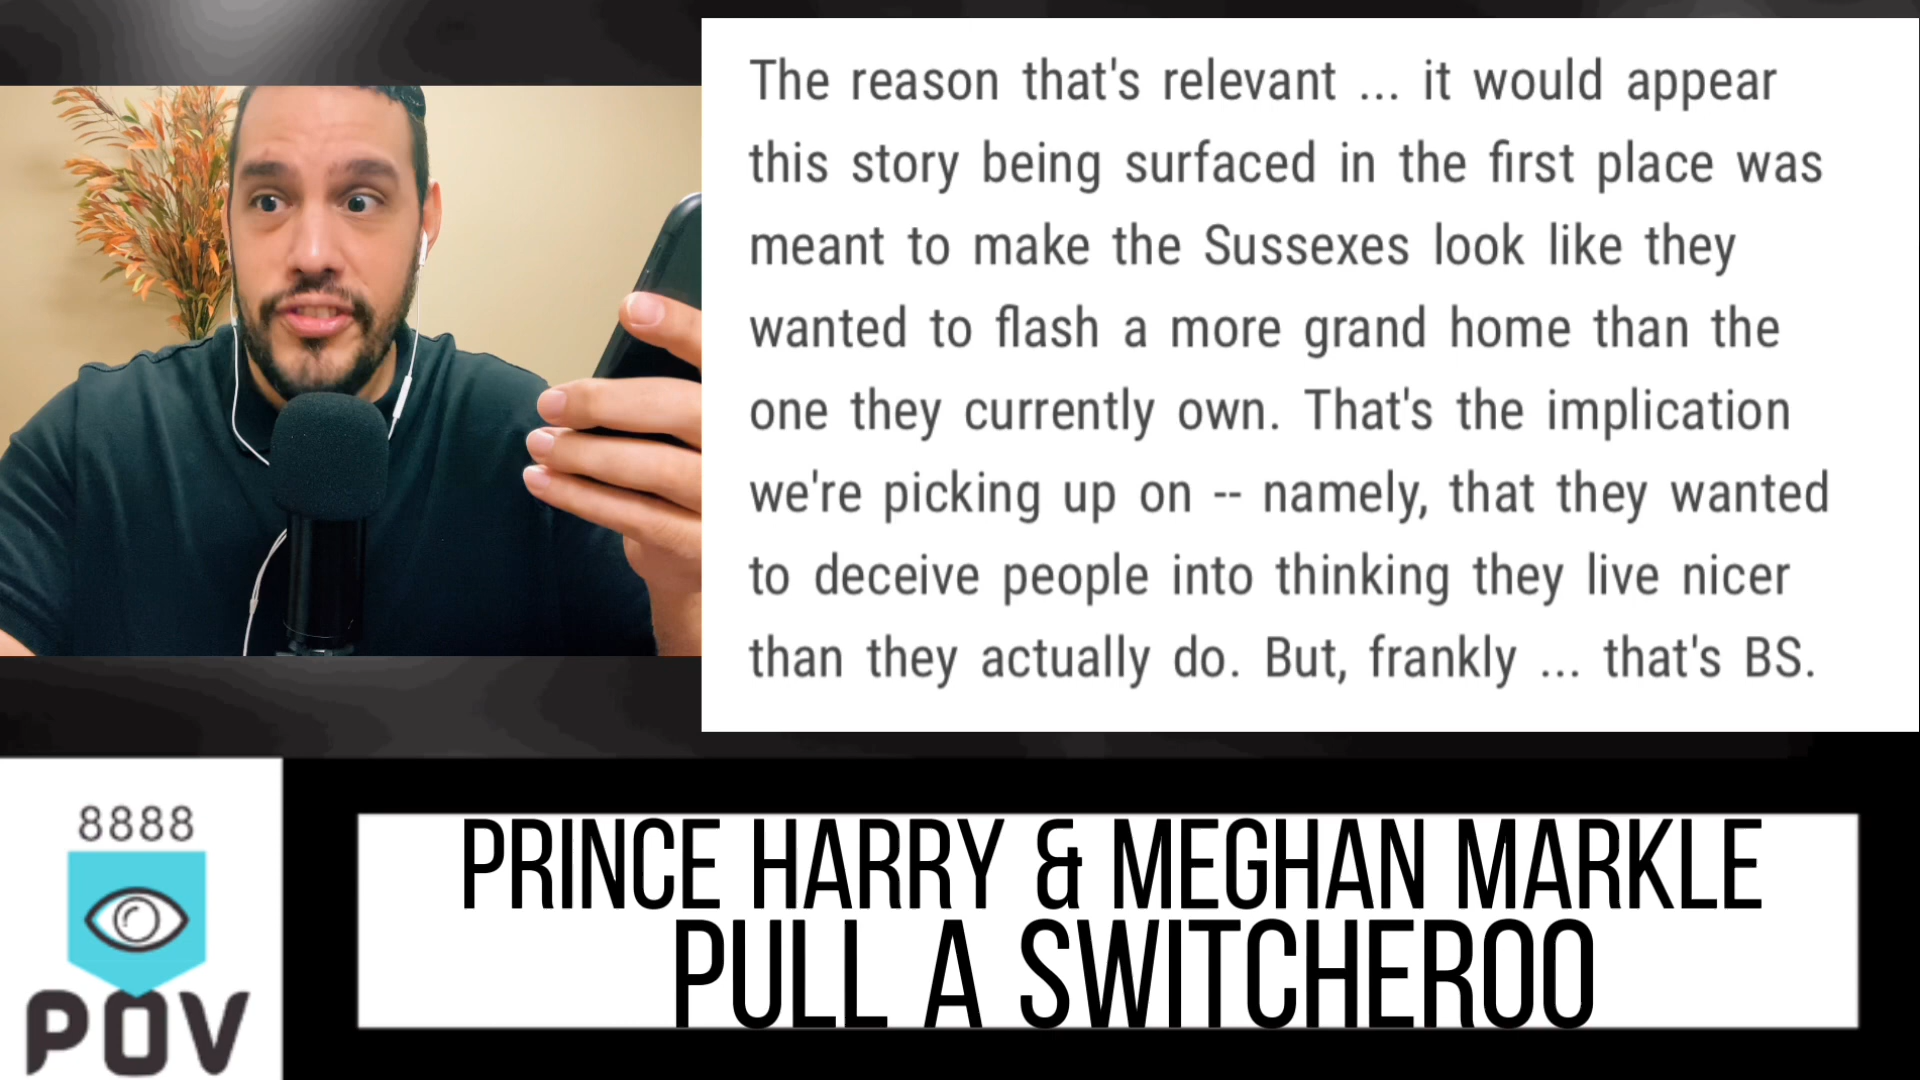 The reason that's relevant ... it would appear
this story being surfaced in the first place was
meant to make the Sussexes look like they
wanted to flash a more grand home than the
one they currently own. That's the implication
we're picking up on -- namely, that they wanted
to deceive people into thinking they live nicer
than they actually do. But, frankly ... that's BS.
8888
POV
PRINCE HARRY & MEGHAN MARKLE
PULL A SWITCHEROO